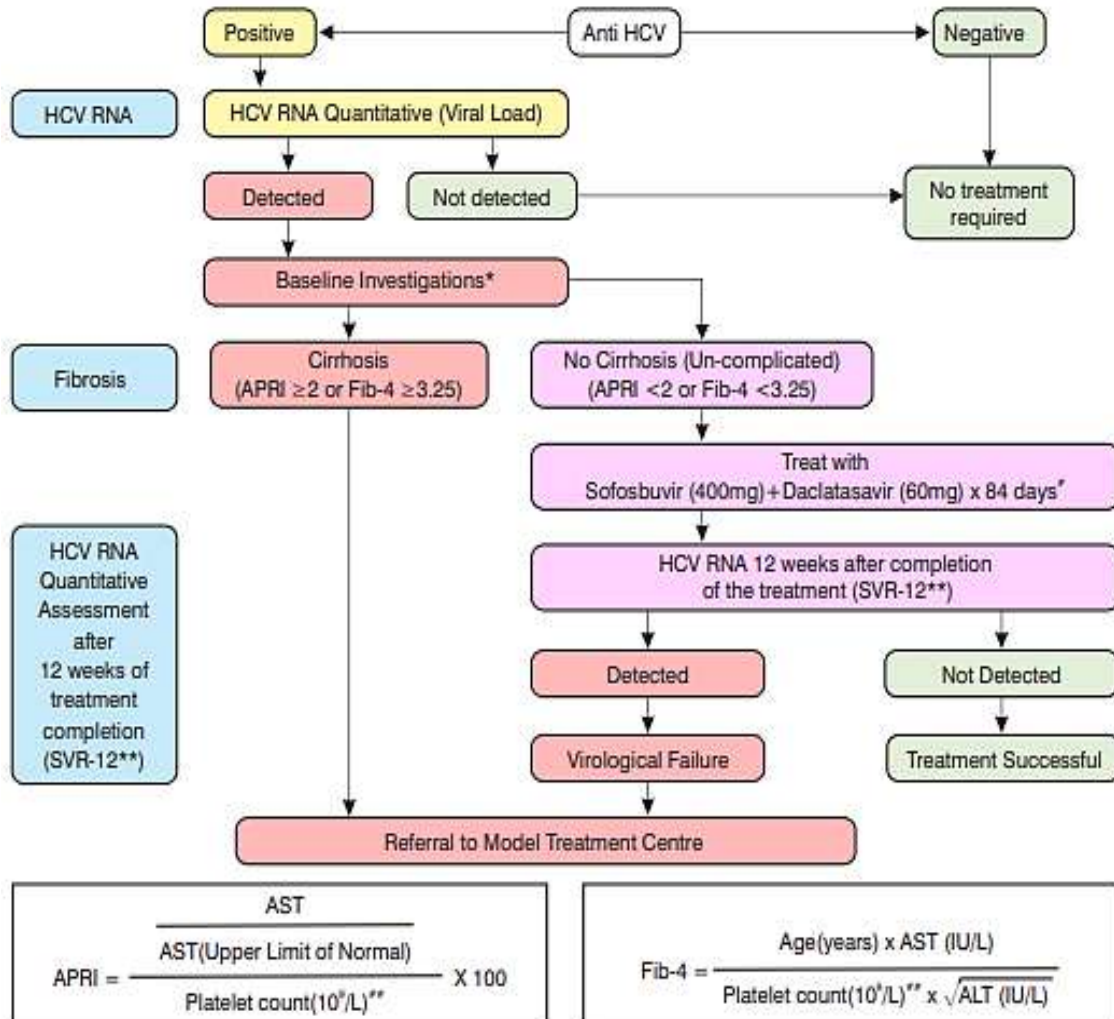 Positive
Anti HCV
Negative
HCV RNA
HCV RNA Quantitative (Viral Load)
Detected
Not detected
No treatment
required
Baseline Investigations*
Fibrosis
Cirrhosis
(APRI ≥2 or Fib-4 ≥3.25)
No Cirrhosis (Un-complicated)
(APRI <2 or Fib-4 <3.25)
Treat with
Sofosbuvir (400mg)+Daclatasavir (60mg) x 84 days#
HCV RNA
Quantitative
Assessment
after
12 weeks of
treatment
completion
(SVR-12**)
HCV RNA 12 weeks after completion
of the treatment (SVR-12**)
Detected
Not Detected
Virological Failure
Treatment Successful
Referral to Model Treatment Centre
AST
AST(Upper Limit of Normal)
APRI =
X 100
Platelet count(10⁹/L)##
Age(years) x AST (IU/L)
Fib-4 =
Platelet count(10⁹/L)## x √ALT (IU/L)